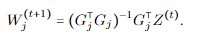 $W_j^{(t+1)} = (G_j^\top G_j)^{-1} G_j^\top Z^{(t)}.$